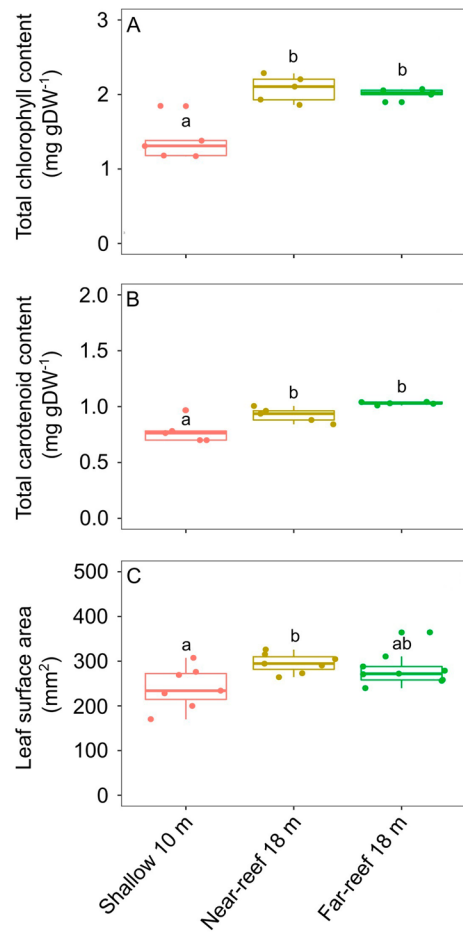 A
Total chlorophyll content
(mg gDW⁻¹)
3
2
1
0
a
b
b
B
Total carotenoid content
(mg gDW⁻¹)
2.0
1.5
1.0
0.5
0.0
a
b
b
C
Leaf surface area
(mm²)
500
400
300
200
100
0
a
b
ab
Shallow 10 m
Near-reef 18 m
Far-reef 18 m